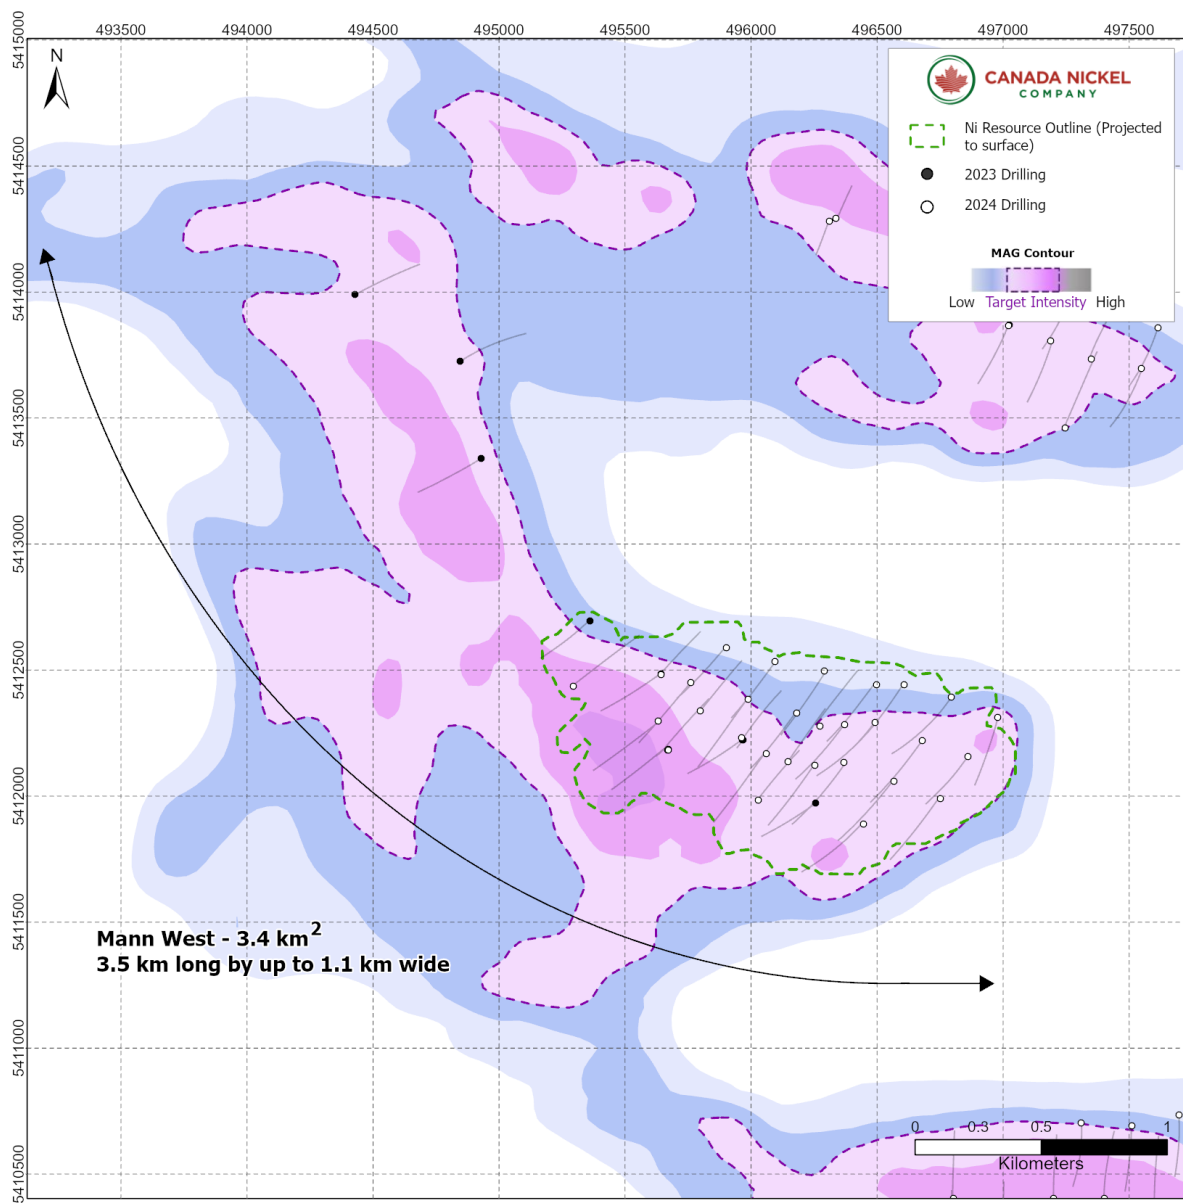 493500 494000 494500 495000 495500 496000 496500 497000 497500
5415000
5414500
5414000
5413500
5413000
5412500
5412000
5411500
5411000
5410500
N
CANADA NICKEL
COMPANY
Ni Resource Outline (Projected
to surface)
2023 Drilling
2024 Drilling
MAG Contour
Low Target Intensity High
Mann West - 3.4 km2
3.5 km long by up to 1.1 km wide
0 0.3 0.5 1
Kilometers